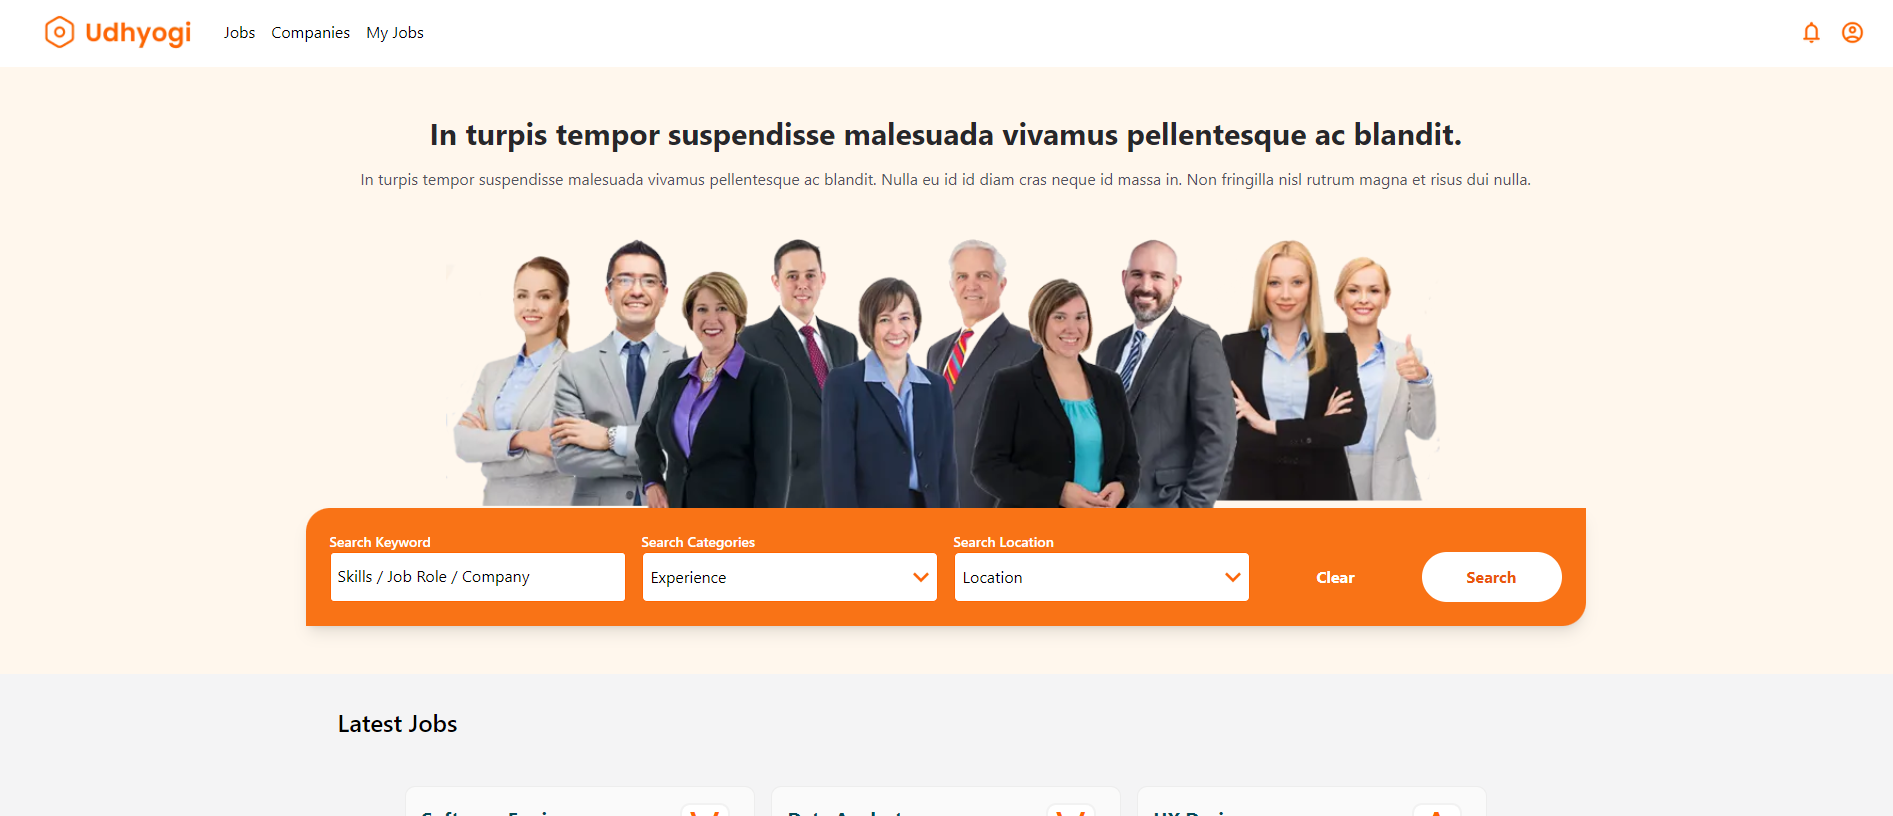 Udhyogi Jobs Companies My Jobs
In turpis tempor suspendisse malesuada vivamus pellentesque ac blandit.
In turpis tempor suspendisse malesuada vivamus pellentesque ac blandit. Nulla eu id id diam cras neque id massa in. Non fringilla nisl rutrum magna et risus dui nulla.
Search Keyword Search Categories Search Location
Skills / Job Role / Company Experience Location Clear Search
Latest Jobs